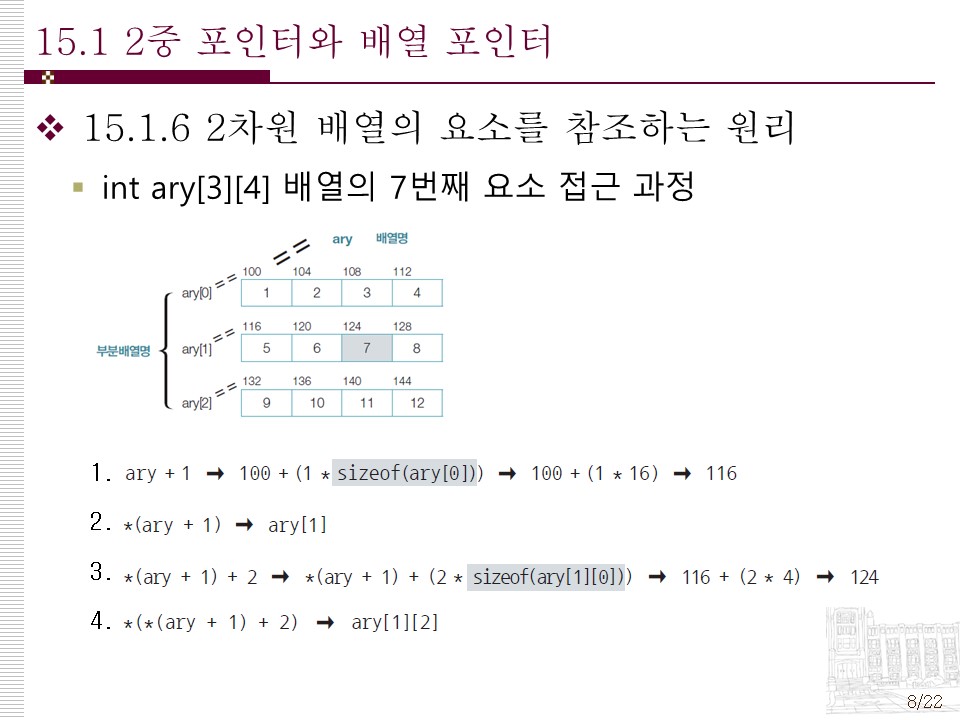 15.1 2중 포인터와 배열 포인터
15.1.6 2차원 배열의 요소를 참조하는 원리
int ary[3][4] 배열의 7번째 요소 접근 과정
== ary 배열명
100 104 108 112
ary[0] == 1 2 3 4
116 120 124 128
부분배열명 ary[1] == 5 6 7 8
132 136 140 144
ary[2] == 9 10 11 12
1. ary + 1 → 100 + (1 * sizeof(ary[0])) → 100 + (1 * 16) → 116
2. *(ary + 1) → ary[1]
3. *(ary + 1) + 2 → *(ary + 1) + (2 * sizeof(ary[1][0])) → 116 + (2 * 4) → 124
4. *(*(ary + 1) + 2) → ary[1][2]
8/22